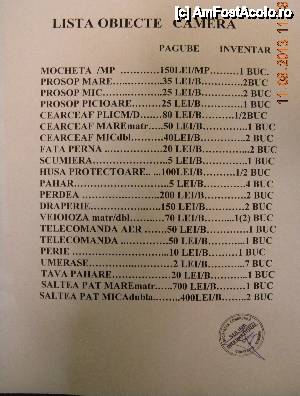 (c) AmFostAcolo.ro
LISTA OBIECTE CAMERA
11.08.2013
PAGUBE INVENTAR
MOCHETA /MP ..........150LEI/MP......1 BUC.
PROSOP MARE..........35 LEI/B..........2BUC
PROSOP MIC............25 LEI/B..........2 BUC
PROSOP PICIOARE....25 LEI/B..........1 BUC
CEARCEAF PLICM/D.......80 LEI/B........1/2BUC
CEARCEAF MAREmatr....50 LEI/B.........1 BUC
CEARCEAF MICdbl........40LEI/B.........2 BUC
FATA PERNA ............20 LEI/B.........2 BUC
SCUMIERA................5 LEI/B.........1 BUC
HUSA PROTECTOARE.. ..100LEI/B.......1/2 BUC
PAHAR....................5 LEI/B.........4 BUC
PERDEA ...............200 LEI/B........2 BUC
DRAPERIE.............150 LEI/B........2 BUC
VEIOIOZA matr/dbl......70 LEI/B.......1(2) BUC
TELECOMANDA AER ....50 LEI/B.........1 BUC
TELECOMANDA .........50 LEI/B.........1 BUC
PERIE ..................10 LEI/B.........1 BUC
UMERASE...............2 LEI/B.........7 BUC
TAVA PAHARE...........20 LEI/B........1 BUC
SALTEA PAT MAREmatr....700 LEI/B........1 BUC
SALTEA PAT MICAdubla....400LEI/B......2 BUC